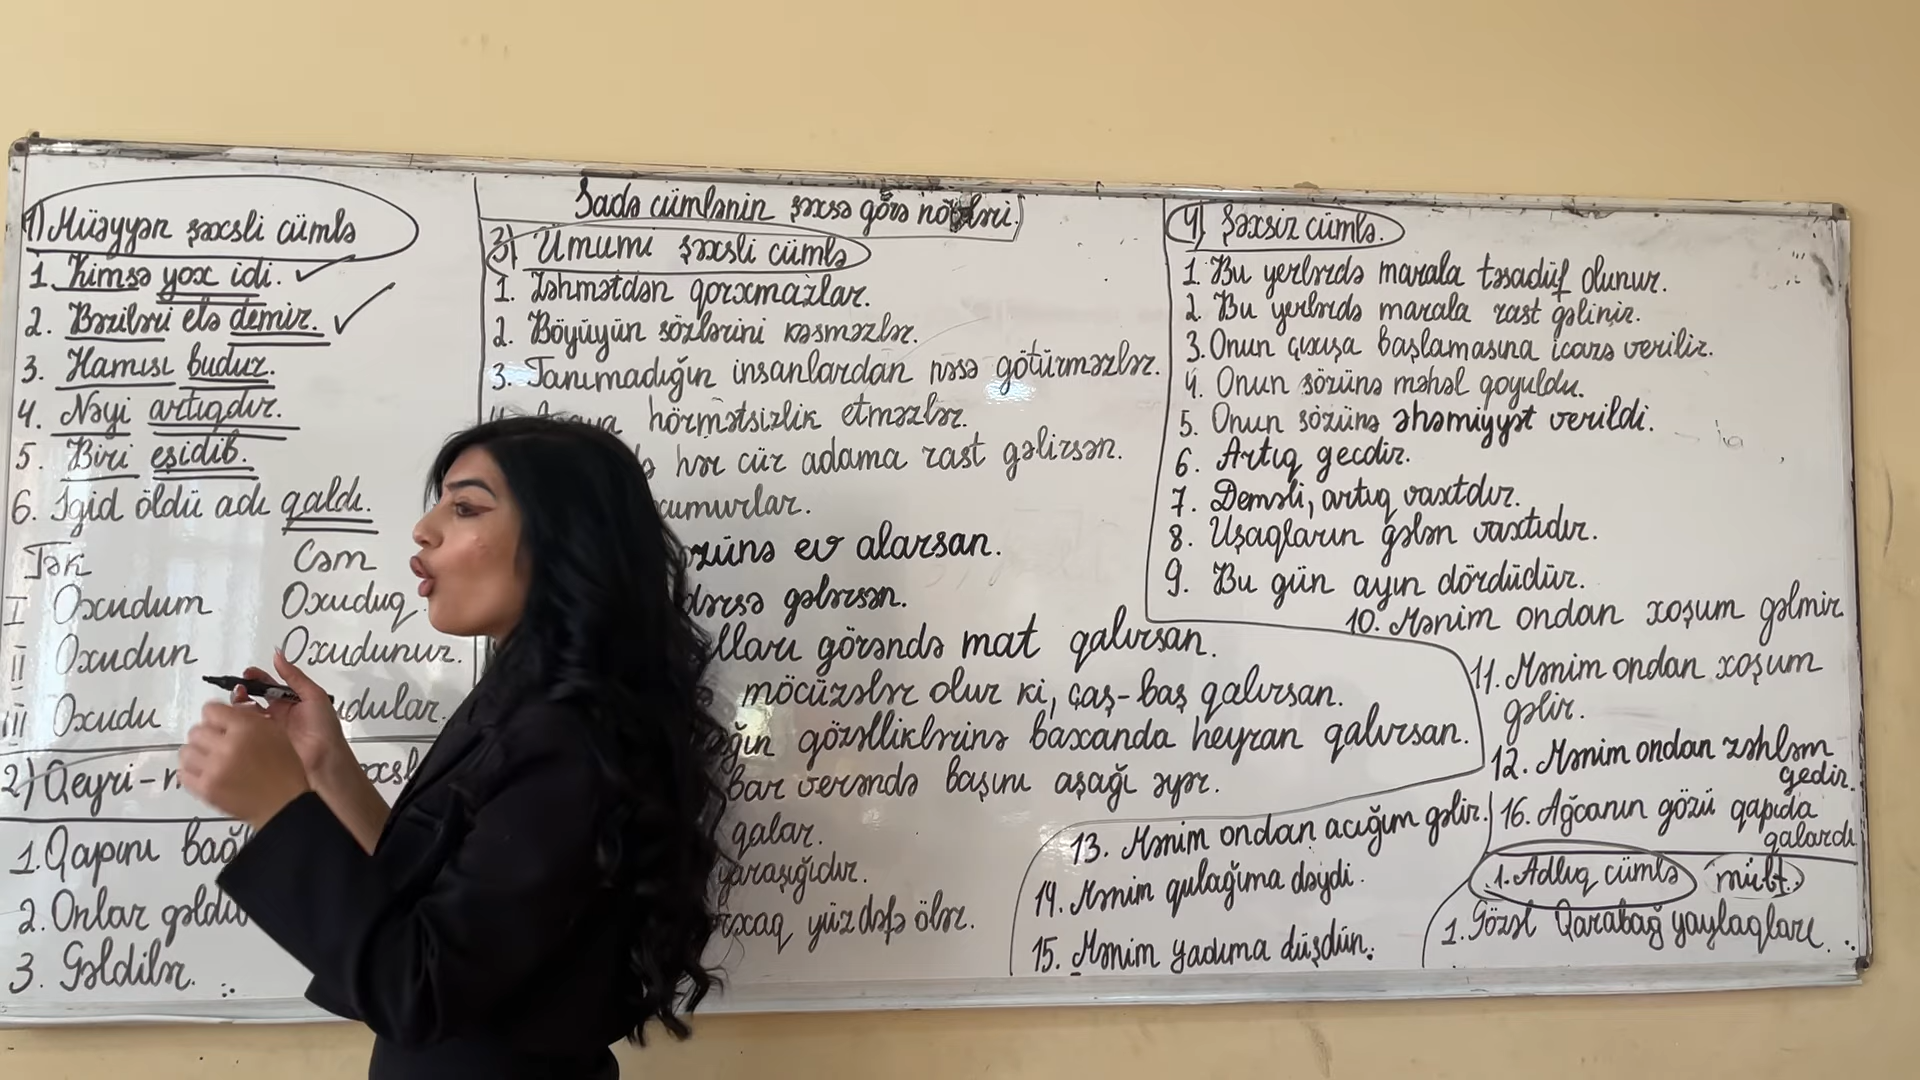 Sadə cümlənin şəxsə görə növləri.
1) Müəyyən şəxsli cümlə
1. Kimsə yox idi.
2. Bəziləri elə demir.
3. Hamısı budur.
4. Nəyi artıqdır.
5. Biri eşidib.
6. İgid öldü adı qaldı.
Tək Cəm
I Oxudum Oxuduq
II Oxudun Oxudunuz.
III Oxudu
2) Qeyri-
1. Qapını
2. Onlar
3. Gəldilər.
3) Ümumi şəxsli cümlə
1. Zəhmətdən qorxmazlar.
2. Böyüyün sözlərini kəsməzlər.
3. Tanımadığın insanlardan nəsə götürməzlər.
hörmətsizlik etməzlər.
hər cür adama rast gəlirsən.
ev alarsan.
gələrsən.
görəndə mat qalırsan.
möcüzələr olur ki, çaş-baş qalırsan.
gözəlliklərinə baxanda heyran qalırsan.
verəndə başını aşağı əyər.
qalar.
yaraşığıdır.
yüz dəfə ölər.
4) Şəxsiz cümlə.
1. Bu yerlərdə marala təsadüf olunur.
2. Bu yerlərdə marala rast gəlinir.
3. Onun çıxışa başlamasına icazə verilir.
4. Onun sözünə məhəl qoyuldu.
5. Onun sözünə əhəmiyyət verildi.
6. Artıq gecdir.
7. Deməli, artıq vaxtdır.
8. Uşaqların gələn vaxtıdır.
9. Bu gün ayın dördüdür.
10. Mənim ondan xoşum gəlmir
11. Mənim ondan xoşum
gəlir.
12. Mənim ondan zəhləm
gedir.
13. Mənim ondan acığım gəlir.
14. Mənim qulağıma dəydi.
15. Mənim yadıma düşdün.
16. Ağcanın gözü qapıda
qalardı
1. Adlıq cümlə mübt.
1. Gözəl Qarabağ yaylaqları.